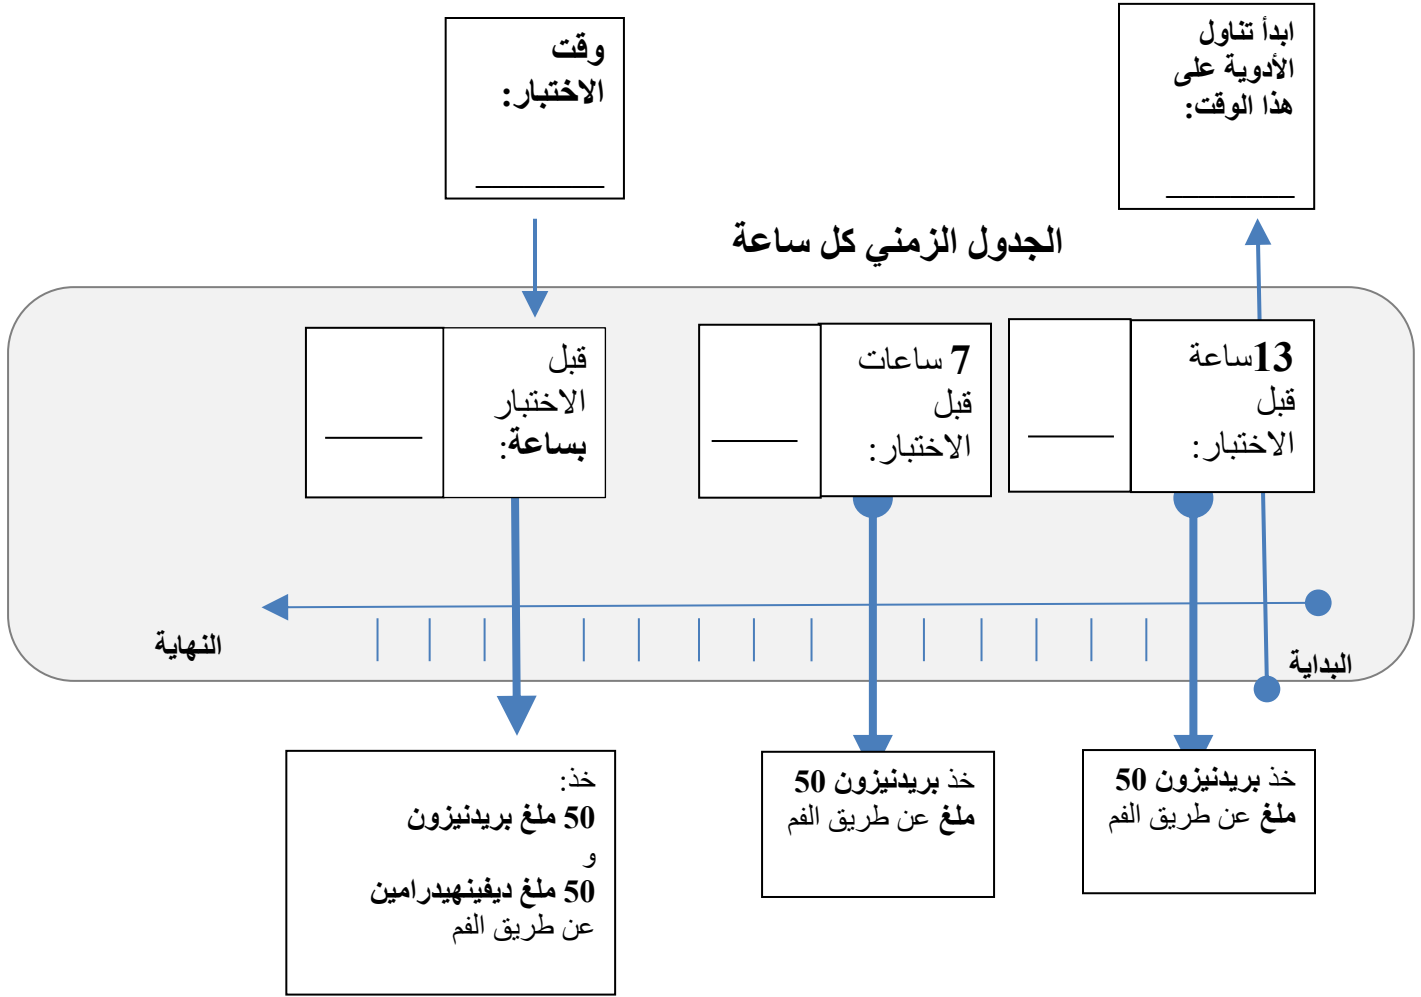 ابدأ تناول
الأدوية على
هذا الوقت:
وقت
الاختبار:
الجدول الزمني كل ساعة
13ساعة
قبل
الاختبار:
7 ساعات
قبل
الاختبار:
قبل
الاختبار
بساعة:
البداية
النهاية
خذ بريدنيزون 50
ملغ عن طريق الفم
خذ بريدنيزون 50
ملغ عن طريق الفم
خذ:
50 ملغ بريدنيزون
و
50 ملغ ديفينهيدرامين
عن طريق الفم